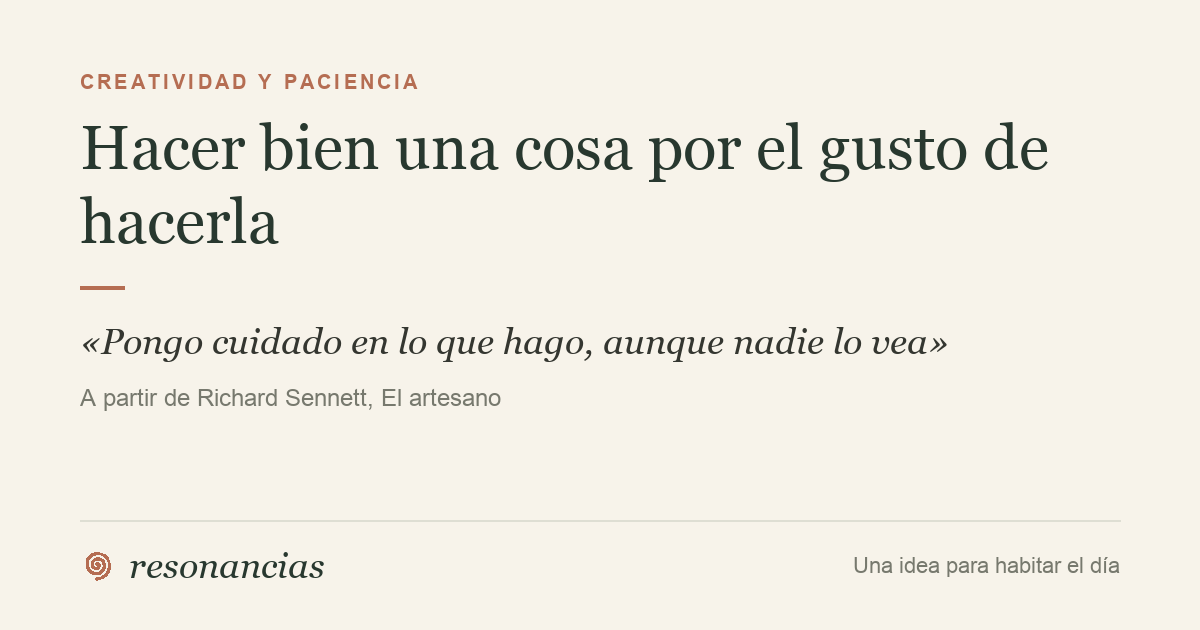 CREATIVIDAD Y PACIENCIA
Hacer bien una cosa por el gusto de
hacerla
«Pongo cuidado en lo que hago, aunque nadie lo vea»
A partir de Richard Sennett, El artesano
resonancias
Una idea para habitar el día